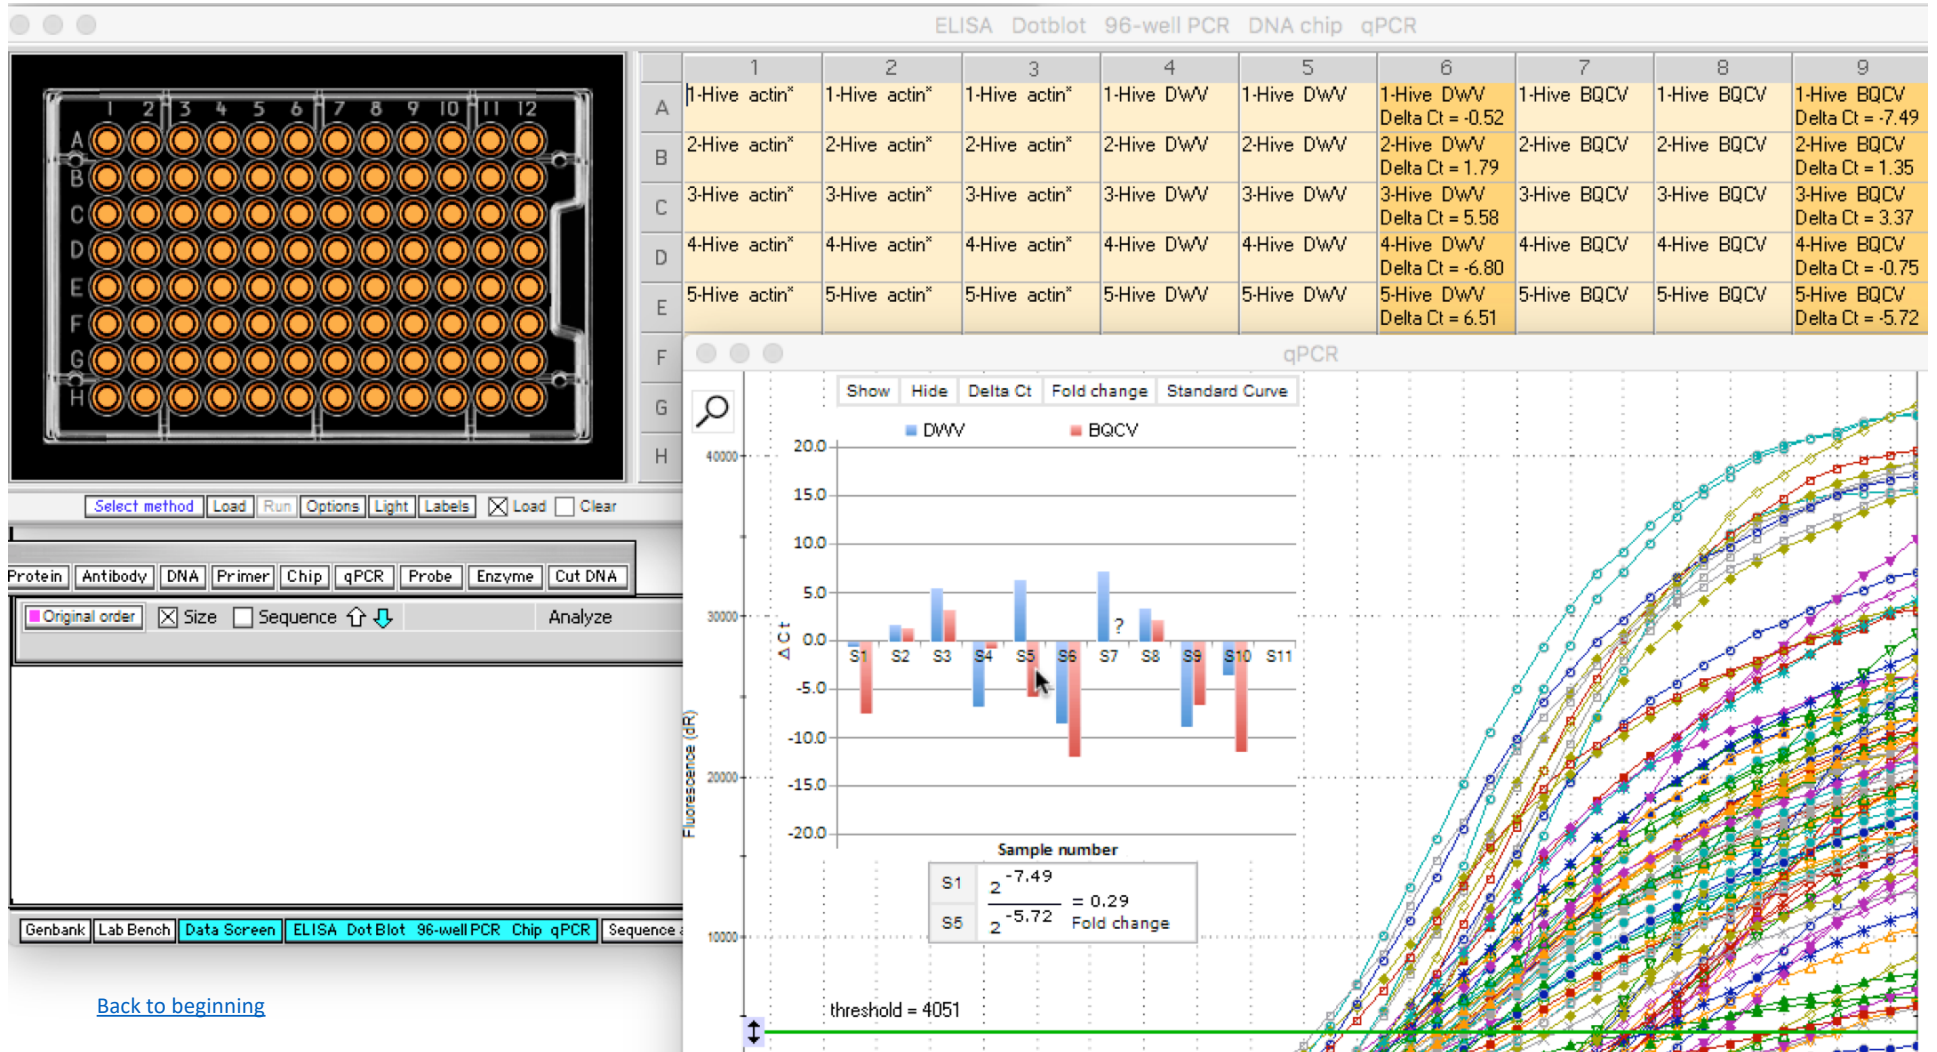 ELISA Dotblot 96-well PCR DNA chip qPCR
1 2 3 4 5 6 7 8 9 10 11 12
A
B
C
D
E
F
G
H
1 2 3 4 5 6 7 8 9
A 1-Hive actin* 1-Hive actin* 1-Hive actin* 1-Hive DWV 1-Hive DWV 1-Hive DWV 1-Hive BQCV 1-Hive BQCV 1-Hive BQCV
Delta Ct = -0.52 Delta Ct = -7.49
B 2-Hive actin* 2-Hive actin* 2-Hive actin* 2-Hive DWV 2-Hive DWV 2-Hive DWV 2-Hive BQCV 2-Hive BQCV 2-Hive BQCV
Delta Ct = 1.79 Delta Ct = 1.35
C 3-Hive actin* 3-Hive actin* 3-Hive actin* 3-Hive DWV 3-Hive DWV 3-Hive DWV 3-Hive BQCV 3-Hive BQCV 3-Hive BQCV
Delta Ct = 5.58 Delta Ct = 3.37
D 4-Hive actin* 4-Hive actin* 4-Hive actin* 4-Hive DWV 4-Hive DWV 4-Hive DWV 4-Hive BQCV 4-Hive BQCV 4-Hive BQCV
Delta Ct = -6.80 Delta Ct = -0.75
E 5-Hive actin* 5-Hive actin* 5-Hive actin* 5-Hive DWV 5-Hive DWV 5-Hive DWV 5-Hive BQCV 5-Hive BQCV 5-Hive BQCV
Delta Ct = 6.51 Delta Ct = -5.72
F
G
H
Select method Load Run Options Light Labels Load Clear
Protein Antibody DNA Primer Chip qPCR Probe Enzyme Cut DNA
Original order Size Sequence Analyze
Genbank Lab Bench Data Screen ELISA DotBlot 96-well PCR Chip qPCR Sequence
Back to beginning
qPCR
Show Hide Delta Ct Fold change Standard Curve
DWV BQCV
20.0
15.0
10.0
5.0
0.0
-5.0
-10.0
-15.0
-20.0
Δ Ct
?
S1 S2 S3 S4 S5 S6 S7 S8 S9 S10 S11
Sample number
S1 2 -7.49
= 0.29
S5 2 -5.72 Fold change
40000
30000
20000
10000
Fluorescence (dR)
threshold = 4051